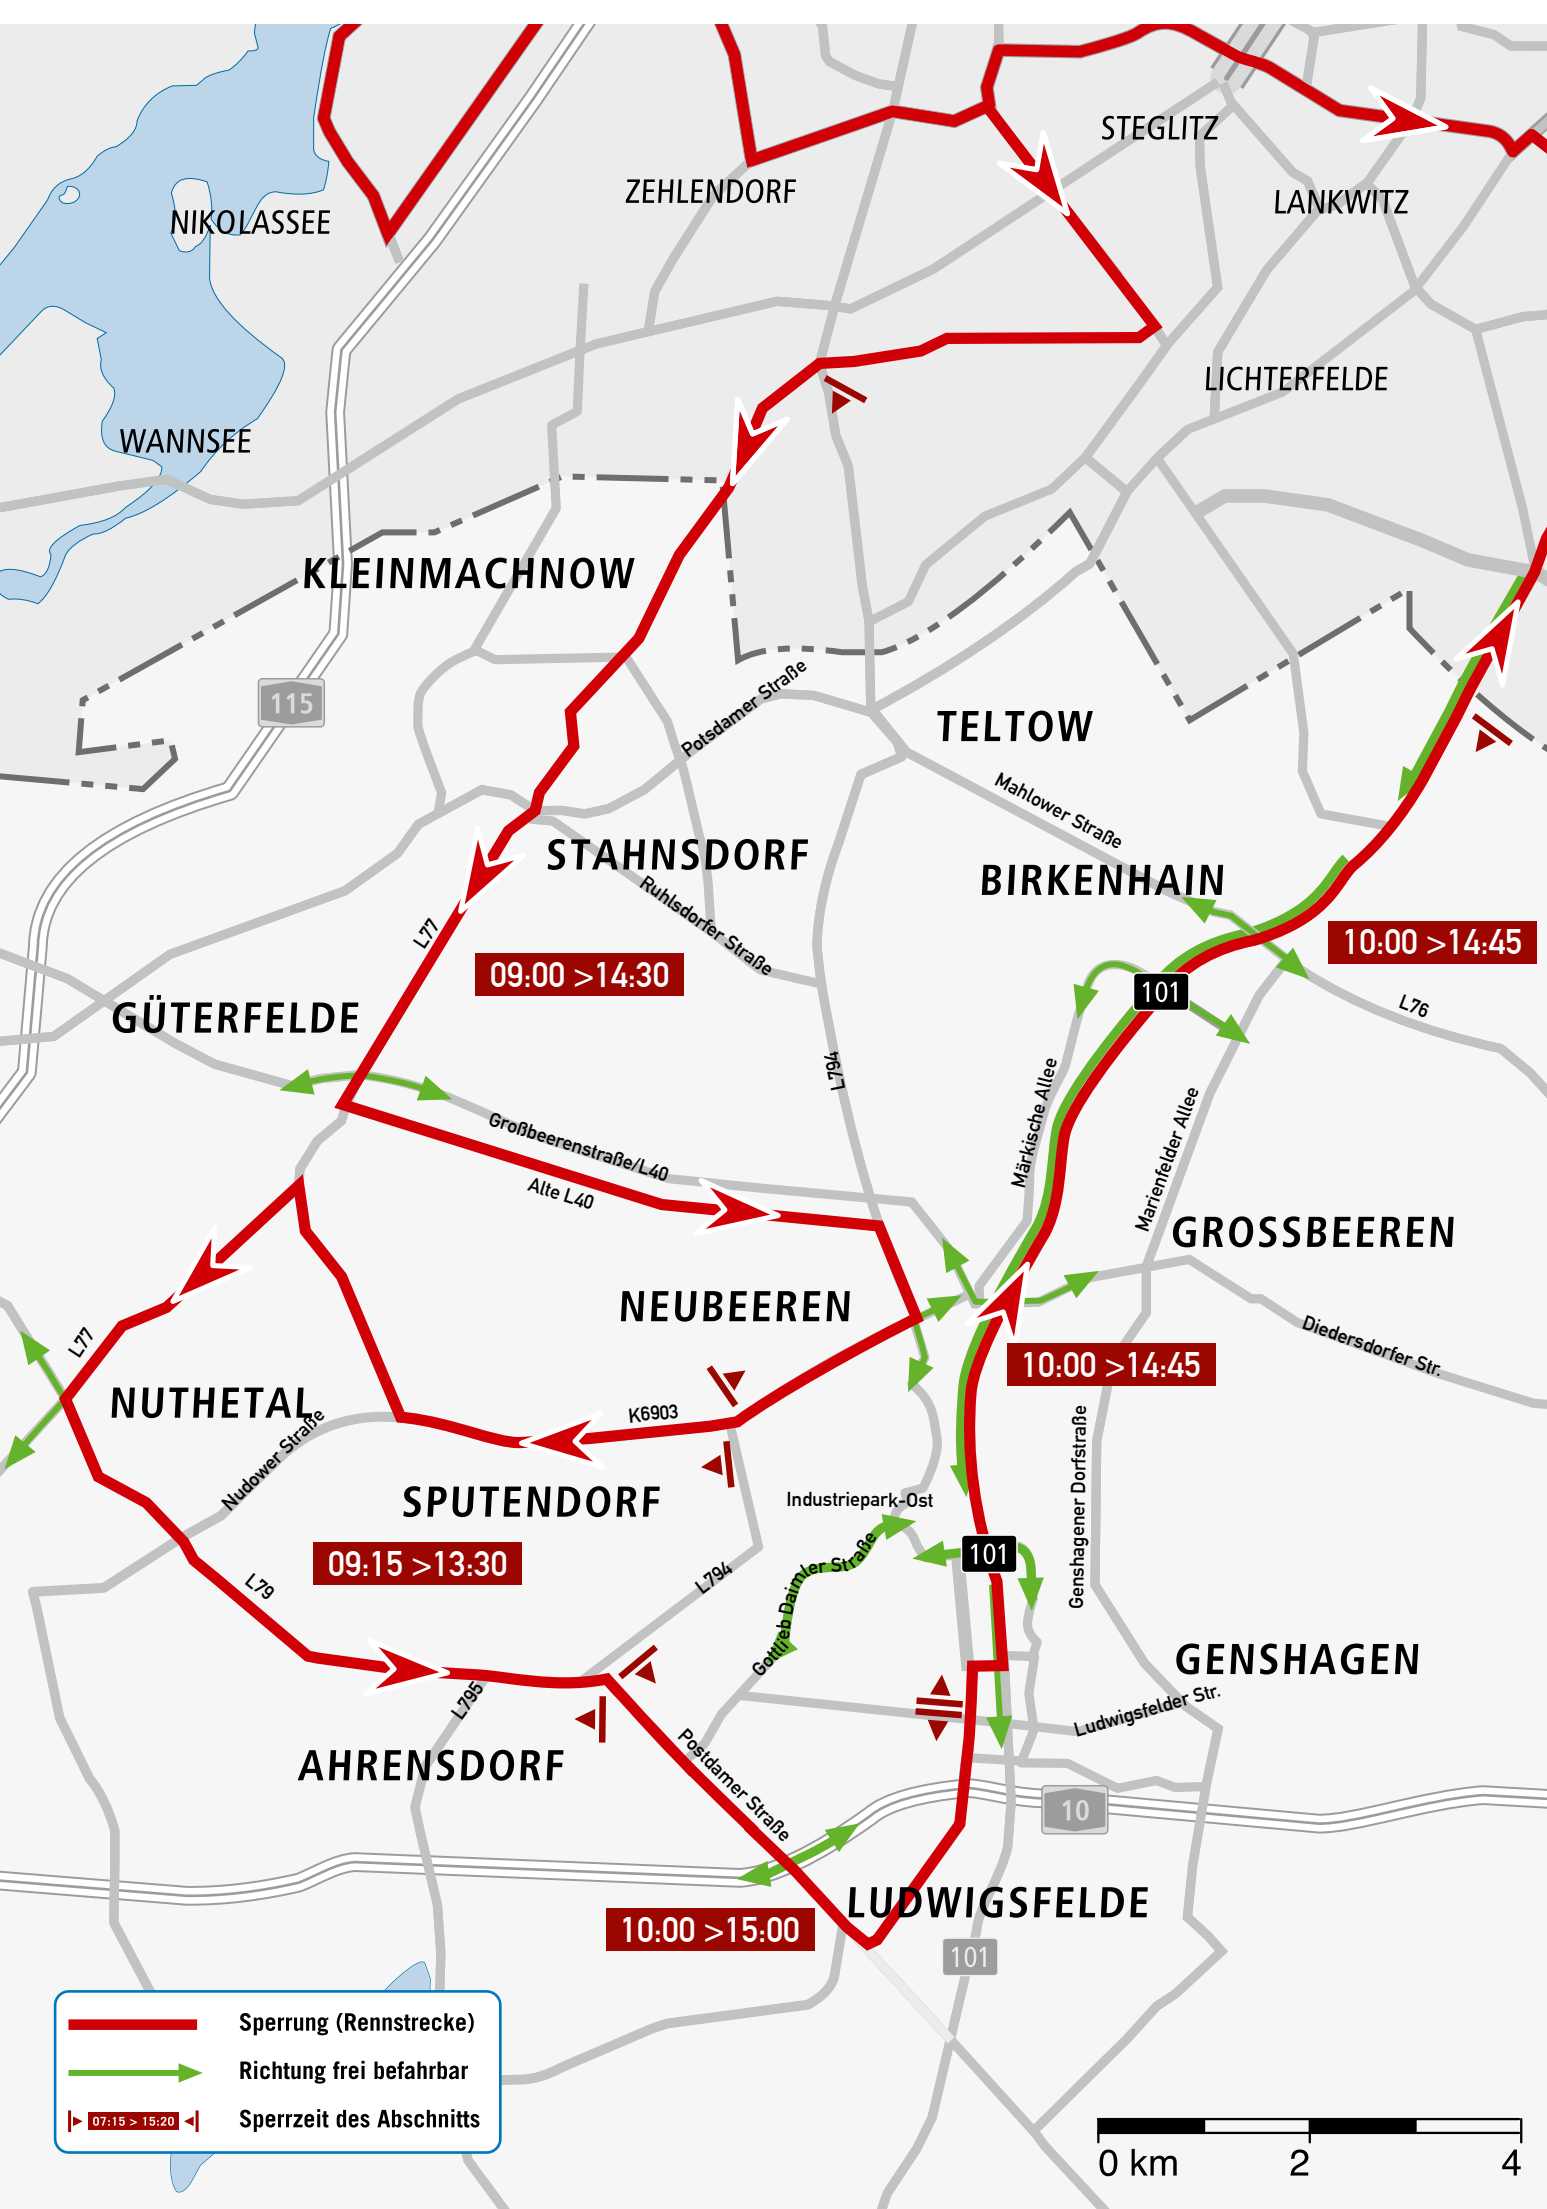 STEGLITZ
ZEHLENDORF
LANKWITZ
NIKOLASSEE
LICHTERFELDE
WANNSEE
KLEINMACHNOW
115
Potsdamer Straße
TELTOW
Mahlower Straße
STAHNSDORF
BIRKENHAIN
Ruhlsdorfer Straße
L77
10:00 >14:45
09:00 >14:30
101
L76
GÜTERFELDE
L794
Märkische Allee
Großbeerenstraße/L40
Marienfelder Allee
Alte L40
GROSSBEEREN
NEUBEEREN
L77
Diedersdorfer Str.
10:00 >14:45
NUTHETAL
K6903
Nudower Straße
Genshagener Dorfstraße
SPUTENDORF
Industriepark-Ost
101
09:15 >13:30
L79
L794
Gottlieb Daimler Straße
GENSHAGEN
L795
Ludwigsfelder Str.
AHRENSDORF
Postdamer Straße
10
LUDWIGSFELDE
10:00 >15:00
101
Sperrung (Rennstrecke)
Richtung frei befahrbar
07:15 > 15:20
Sperrzeit des Abschnitts
0 km 2 4